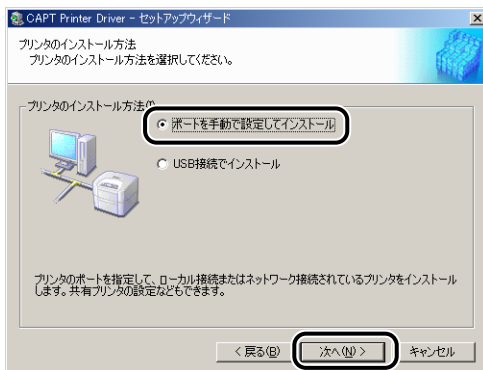 CAPT Printer Driver - セットアップウィザード
プリンタのインストール方法
プリンタのインストール方法を選択してください。
プリンタのインストール方法(I)
ポートを手動で設定してインストール
USB接続でインストール
プリンタのポートを指定して、ローカル接続またはネットワーク接続されているプリンタをインストール
します。共有プリンタの設定などもできます。
< 戻る(B)
次へ(N) >
キャンセル